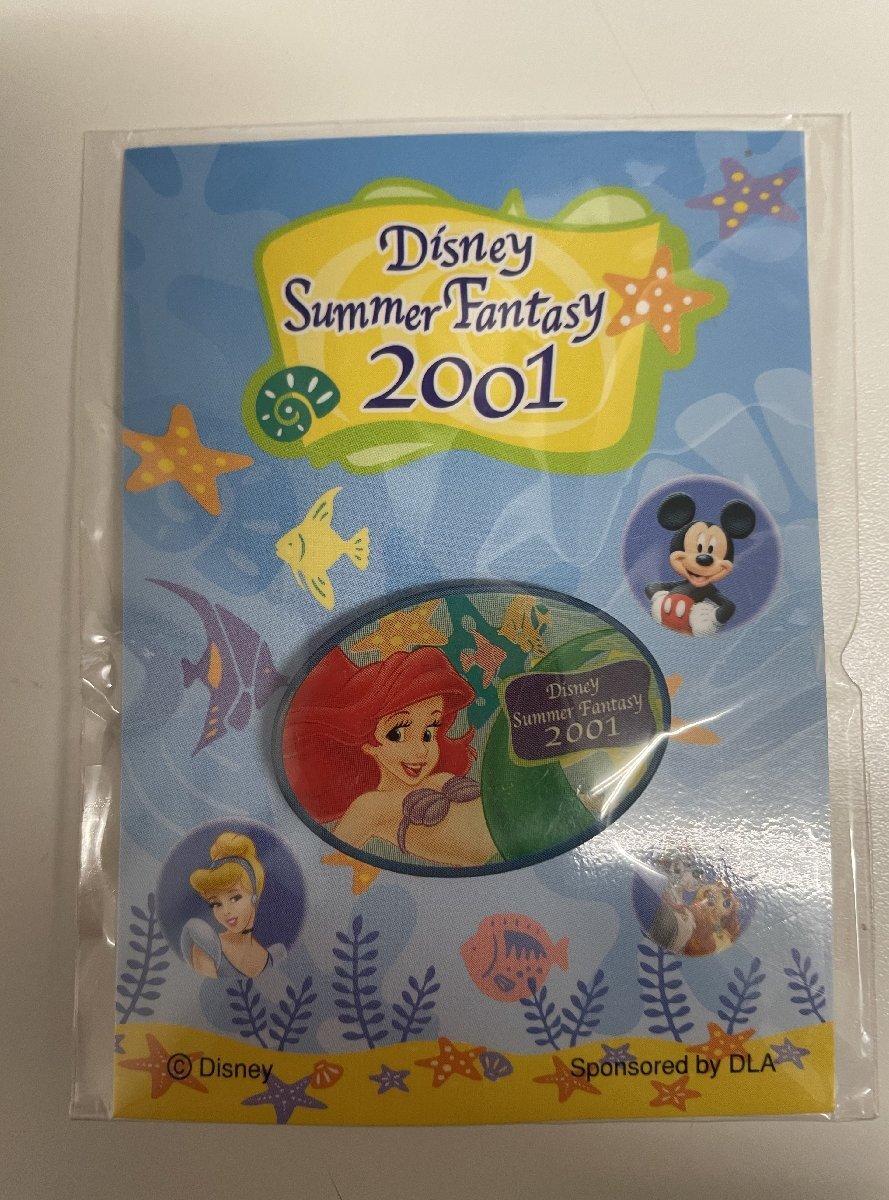 Disney
Summer Fantasy
2001
Disney
Summer Fantasy
2001
© Disney
Sponsored by DLA